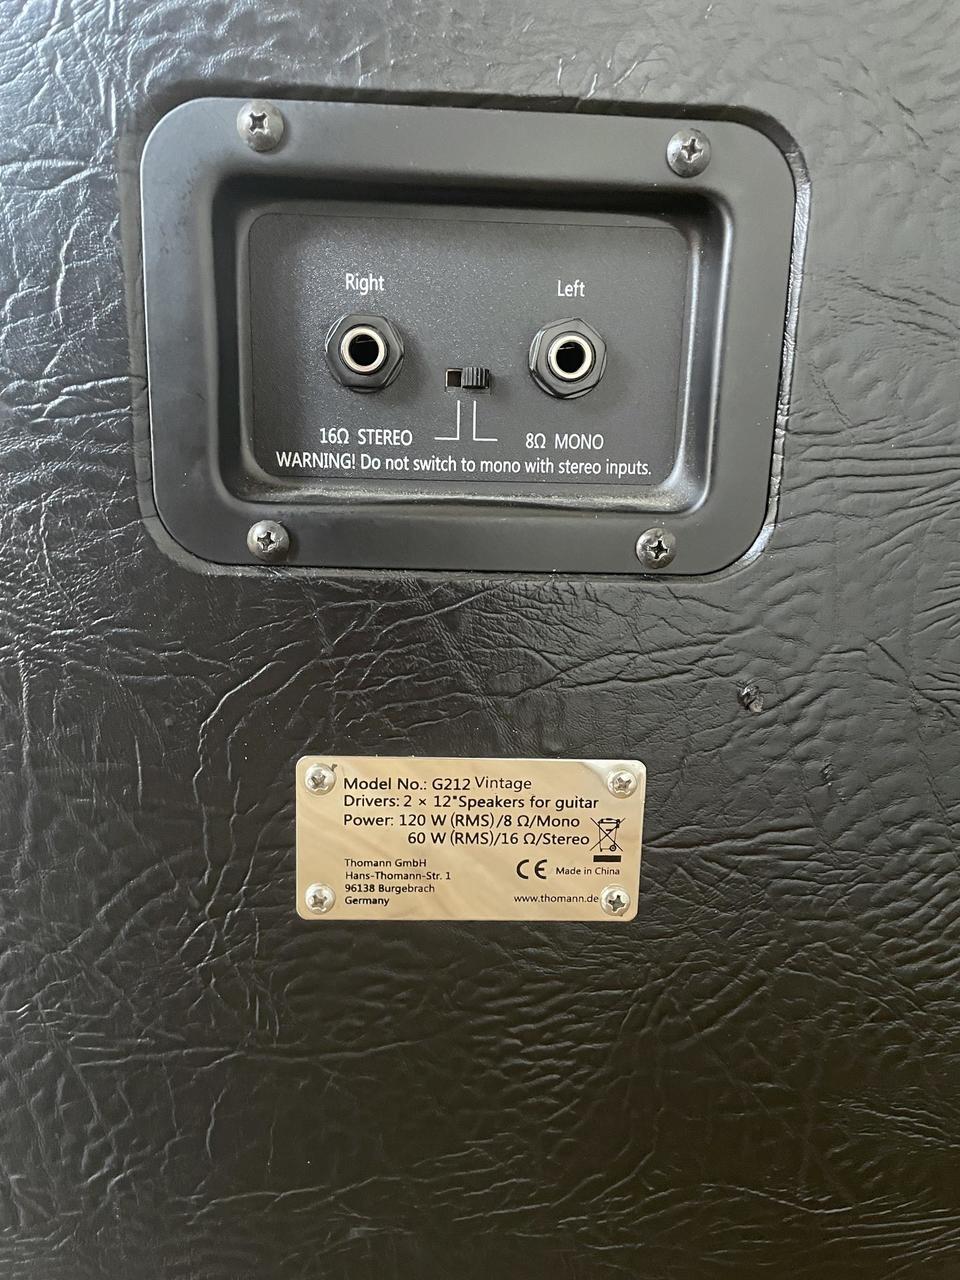 Right Left
16Ω STEREO 8Ω MONO
WARNING! Do not switch to mono with stereo inputs.
Model No.: G212 Vintage
Drivers: 2 × 12"Speakers for guitar
Power: 120 W (RMS)/8 Ω/Mono
60 W (RMS)/16 Ω/Stereo
Thomann GmbH
Hans-Thomann-Str. 1
96138 Burgebrach
Germany
CE Made in China
www.thomann.de